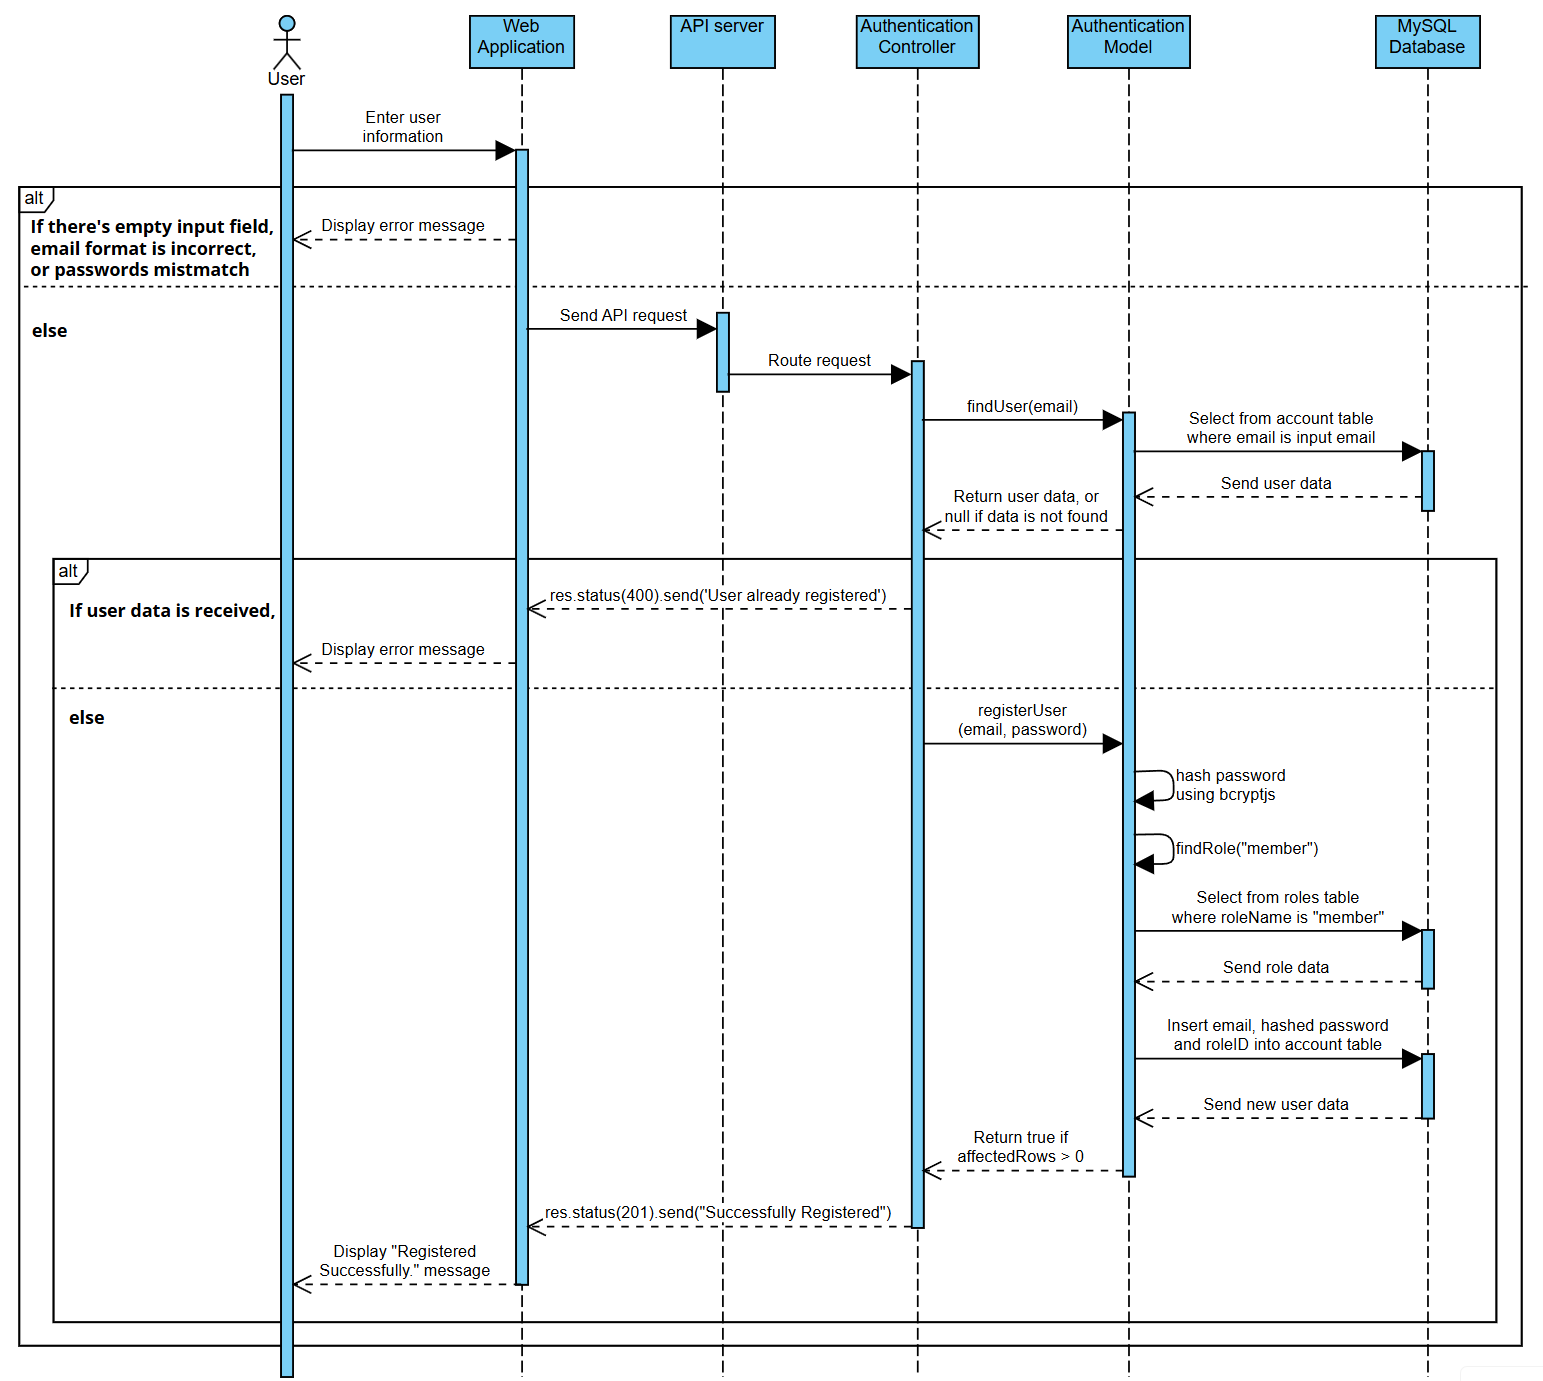 User
Web
Application
API server
Authentication
Controller
Authentication
Model
MySQL
Database
Enter user
information
alt
If there's empty input field,
email format is incorrect,
or passwords mistmatch
Display error message
else
Send API request
Route request
findUser(email)
Select from account table
where email is input email
Send user data
Return user data, or
null if data is not found
alt
If user data is received,
res.status(400).send('User already registered')
Display error message
else
registerUser
(email, password)
hash password
using bcryptjs
findRole("member")
Select from roles table
where roleName is "member"
Send role data
Insert email, hashed password
and roleID into account table
Send new user data
Return true if
affectedRows > 0
res.status(201).send("Successfully Registered")
Display "Registered
Successfully." message